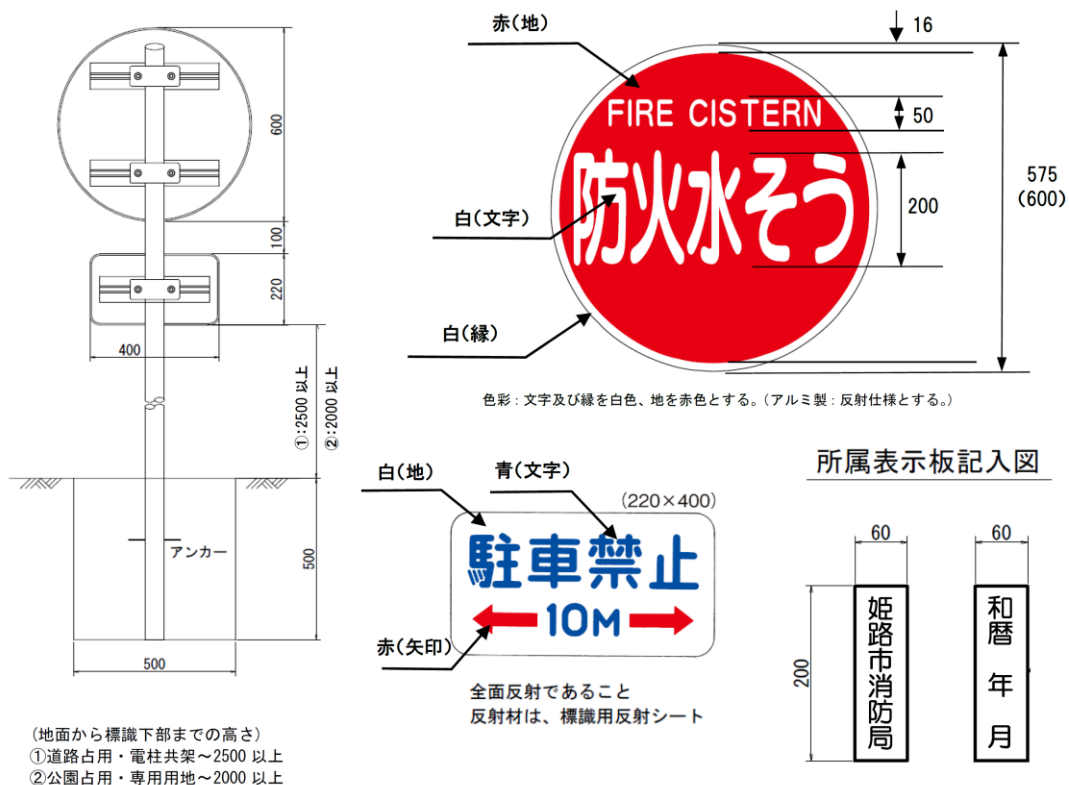 600
100
220
400
①:2500 以上
②:2000 以上
アンカー
500
500
(地面から標識下部までの高さ)
①道路占用・電柱共架～2500 以上
②公園占用・専用用地～2000 以上
赤(地)
16
FIRE CISTERN
50
防火水そう
200
575
(600)
白(文字)
白(縁)
色彩：文字及び縁を白色、地を赤色とする。(アルミ製：反射仕様とする。)
白(地)
青(文字)
(220×400)
駐車禁止
10M
赤(矢印)
全面反射であること
反射材は、標識用反射シート
所属表示板記入図
60
60
200
姫路市消防局
和暦 年 月